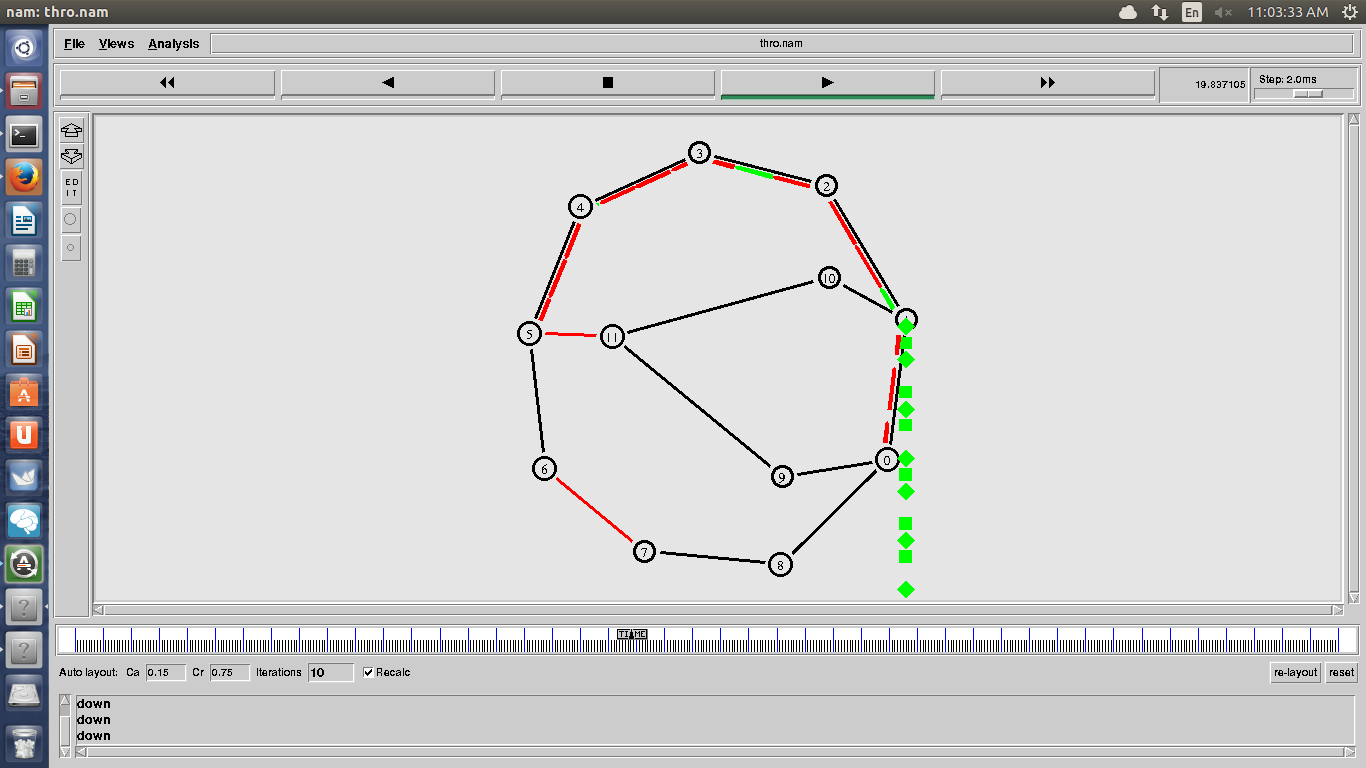 nam: thro.nam
En
11:03:33 AM
File Views Analysis
thro.nam
19.837105
Step: 2.0ms
ED
IT
3
2
4
10
5
11
6
9
0
7
8
TIME
Auto layout: Ca 0.15 Cr 0.75 Iterations 10 Recalc
re-layout
reset
down
down
down